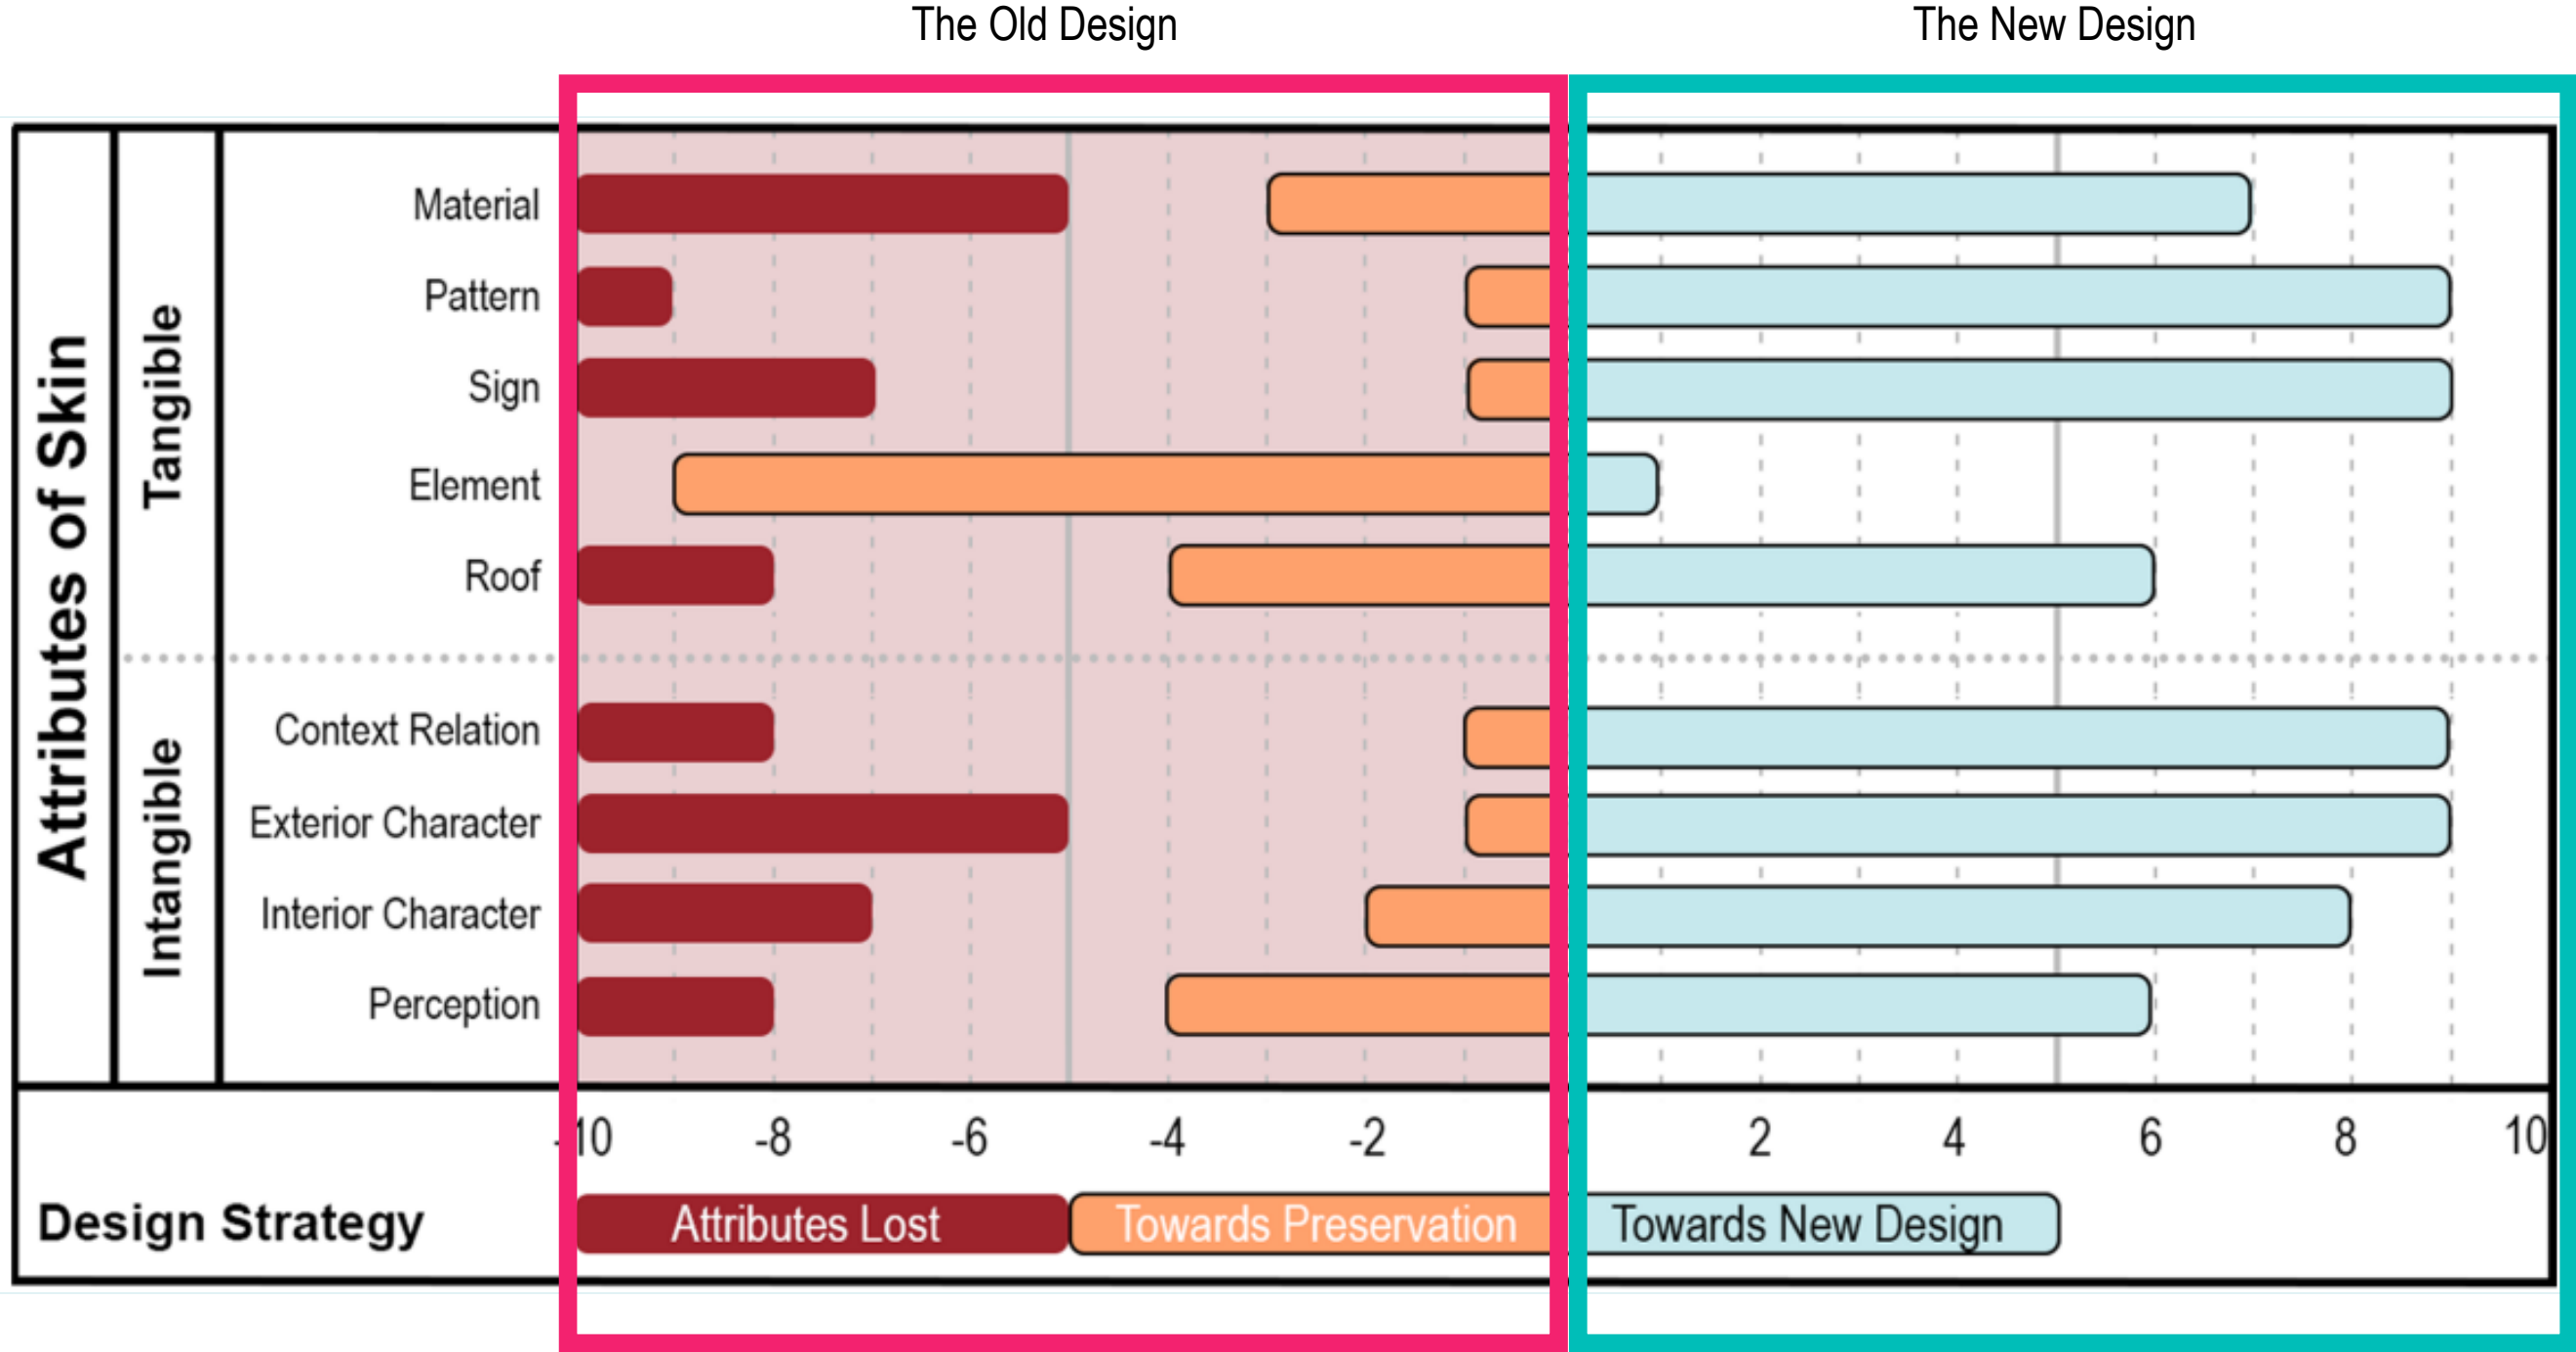 The Old Design
The New Design
Attributes of Skin
Tangible
Material
Pattern
Sign
Element
Roof
Intangible
Context Relation
Exterior Character
Interior Character
Perception
-10 -8 -6 -4 -2 2 4 6 8 10
Design Strategy
Attributes Lost
Towards Preservation
Towards New Design